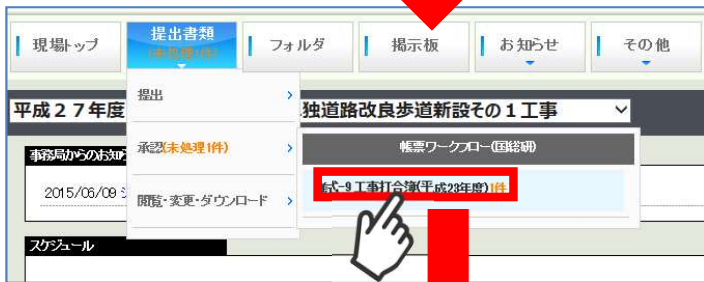 現場トップ
提出書類
(未処理1件)
フォルダ
掲示板
お知らせ
その他
平成27年度
独道路改良歩道新設その1工事
提出
承認(未処理1件)
閲覧・変更・ダウンロード
帳票ワークフロー(国総研)
式-9 工事打合簿(平成23年度)1件
事務局からのお知
2015/06/09
スケジュール